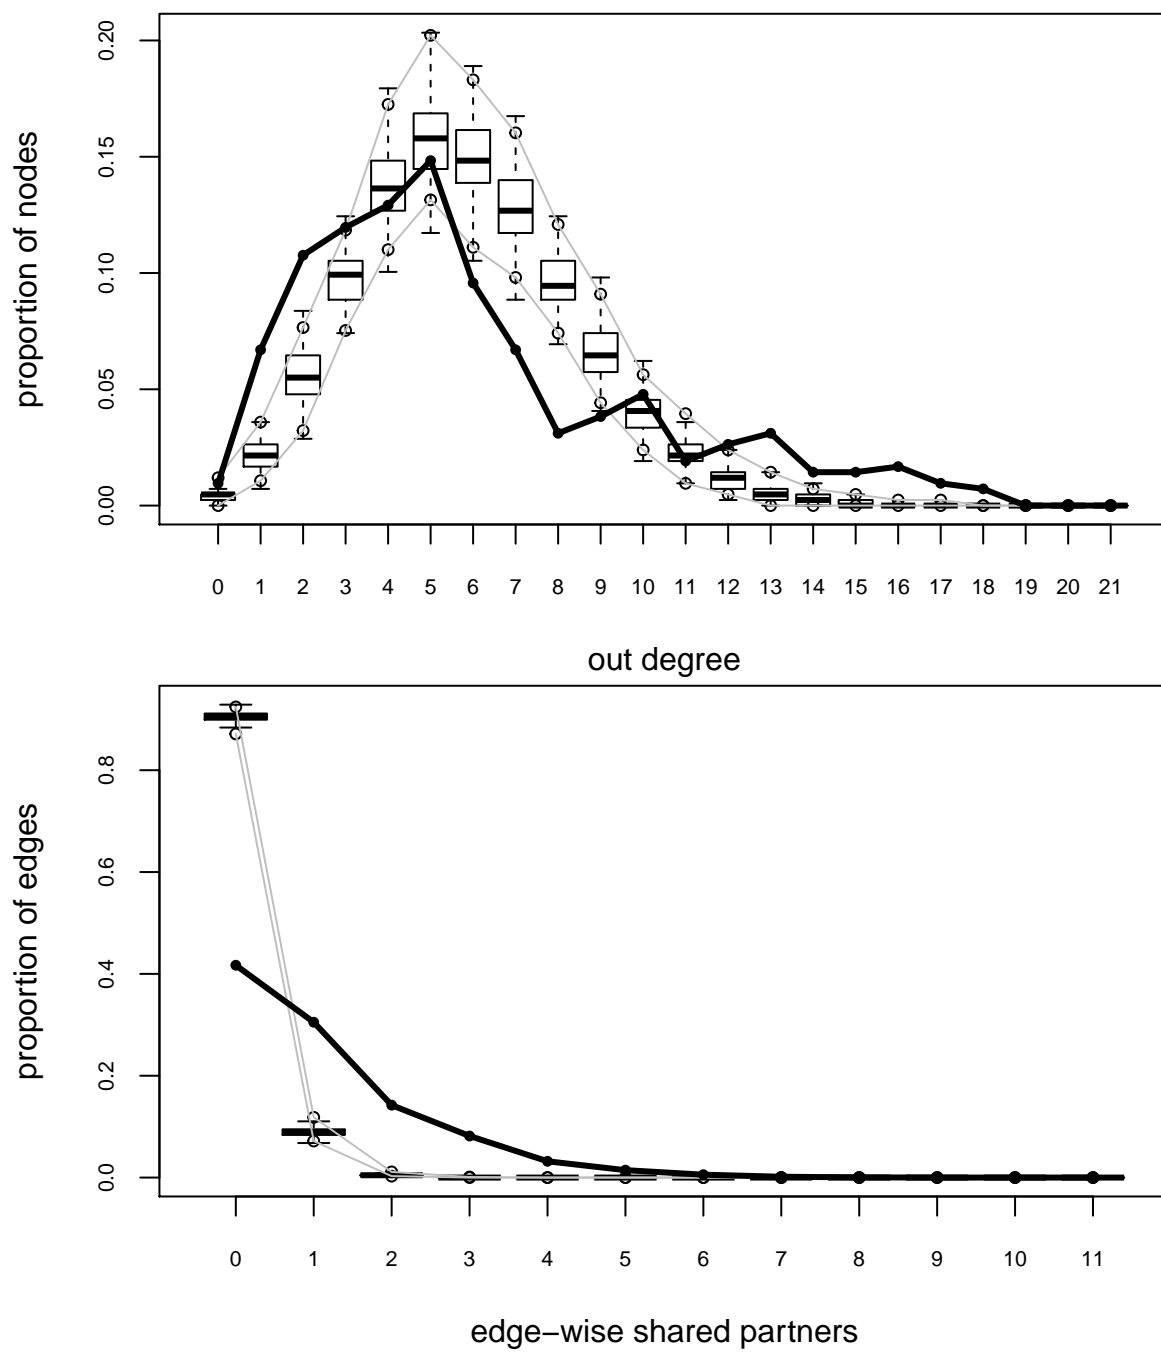 proportion of nodes
0.20
0.15
0.10
0.05
0.00
0 1 2 3 4 5 6 7 8 9 10 11 12 13 14 15 16 17 18 19 20 21
out degree
proportion of edges
0.8
0.6
0.4
0.2
0.0
0 1 2 3 4 5 6 7 8 9 10 11
edge−wise shared partners